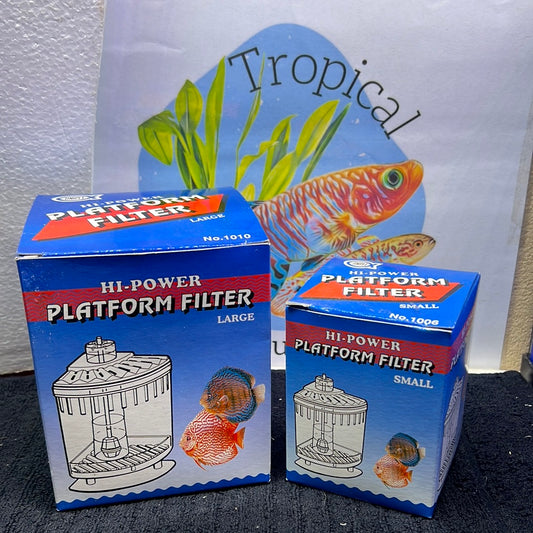 Tropical
HI-POWER
PLATFORM
FILTER
LARGE
No.1010
HI-POWER
PLATFORM FILTER
LARGE
HI-POWER
PLATFORM
FILTER
SMALL
No.1006
HI-POWER
PLATFORM FILTER
SMALL